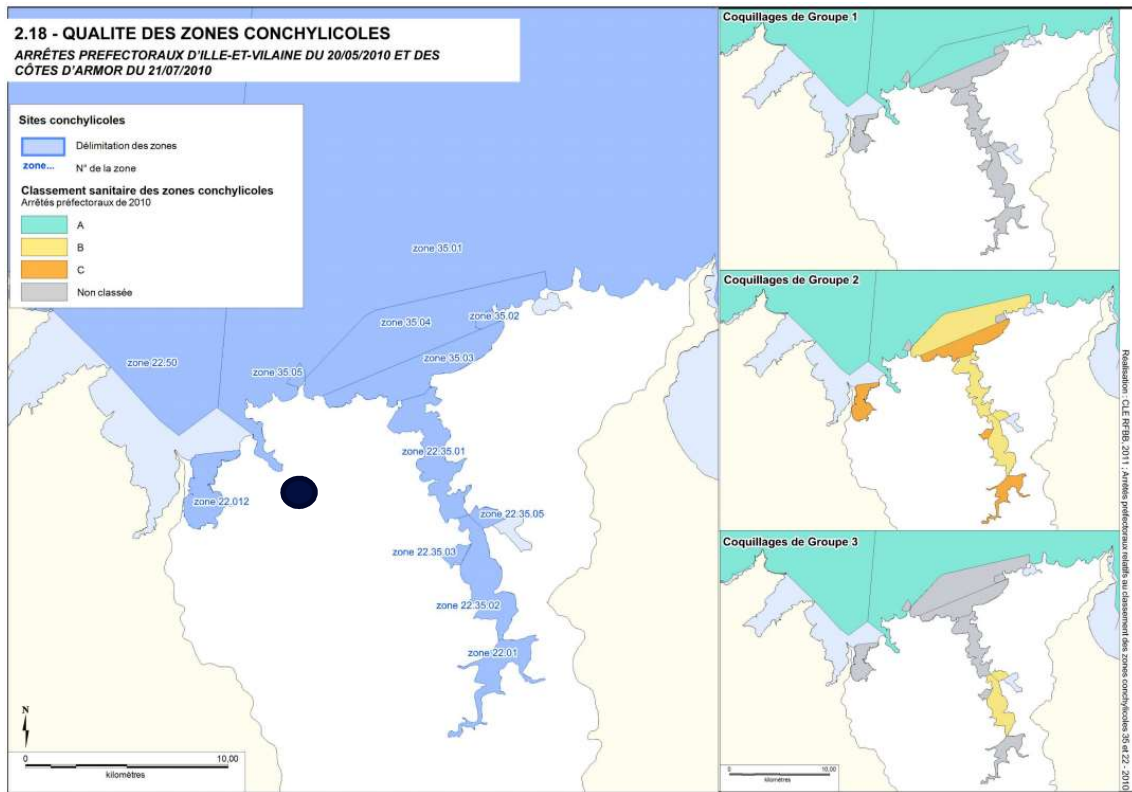 2.18 - QUALITE DES ZONES CONCHYLICOLES
ARRÊTES PREFECTORAUX D'ILLE-ET-VILAINE DU 20/05/2010 ET DES
CÔTES D'ARMOR DU 21/07/2010
Sites conchylicoles
Délimitation des zones
zone... N° de la zone
Classement sanitaire des zones conchylicoles
Arrêtés préfectoraux de 2010
A
B
C
Non classée
zone 35.01
zone 35.04
zone 35.02
zone 22.50
zone 35.03
zone 35.05
zone 22.35.01
zone 22.012
zone 22.35.05
zone 22.35.03
zone 22.35.02
zone 22.01
N
0 10,00
kilomètres
Coquillages de Groupe 1
Coquillages de Groupe 2
Coquillages de Groupe 3
0 10,00
kilomètres
Réalisation : CLE RFBB, 2011 ; Arrêtés préfectoraux relatifs au classement des zones conchylicoles 35 et 22 - 2010